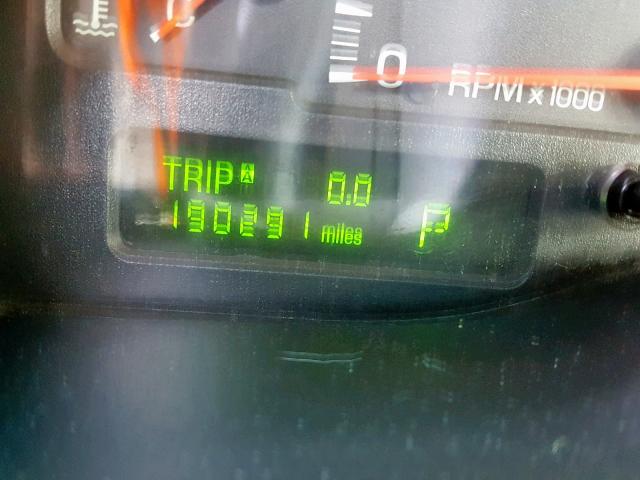 C
0 RPM x 1000
TRIP A 0.0
190291 miles P